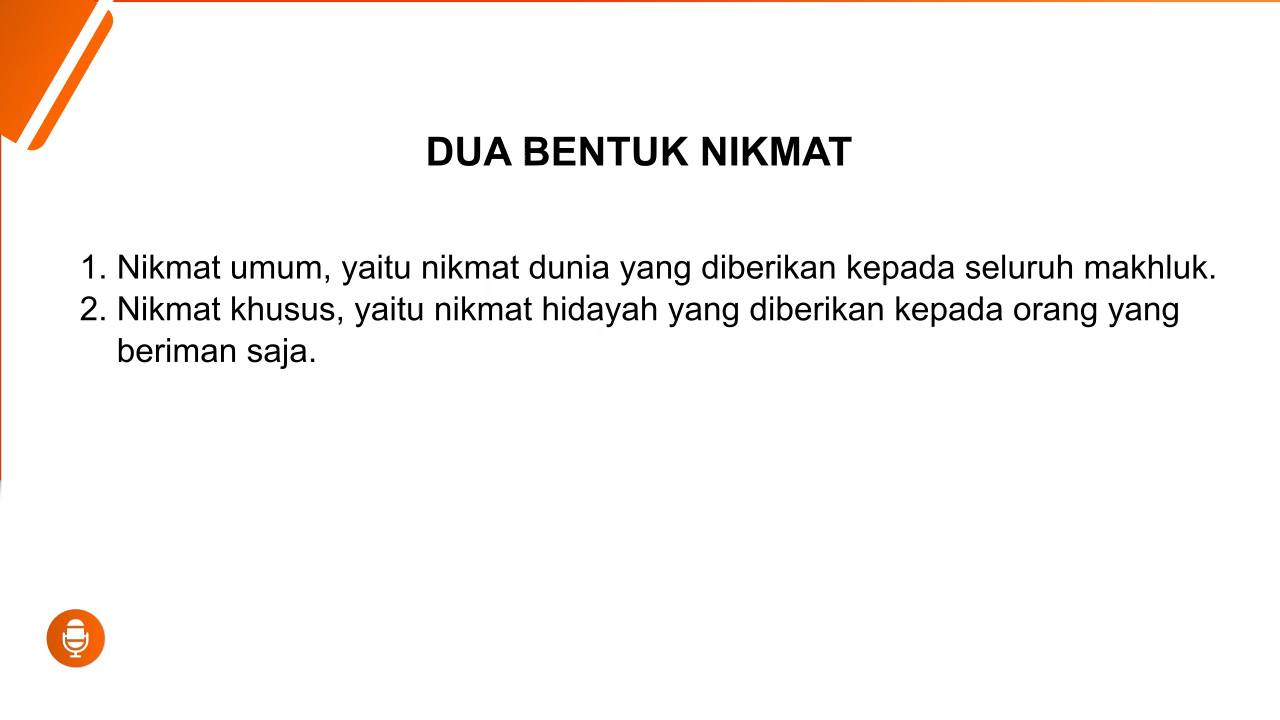 DUA BENTUK NIKMAT
1. Nikmat umum, yaitu nikmat dunia yang diberikan kepada seluruh makhluk.
2. Nikmat khusus, yaitu nikmat hidayah yang diberikan kepada orang yang
beriman saja.